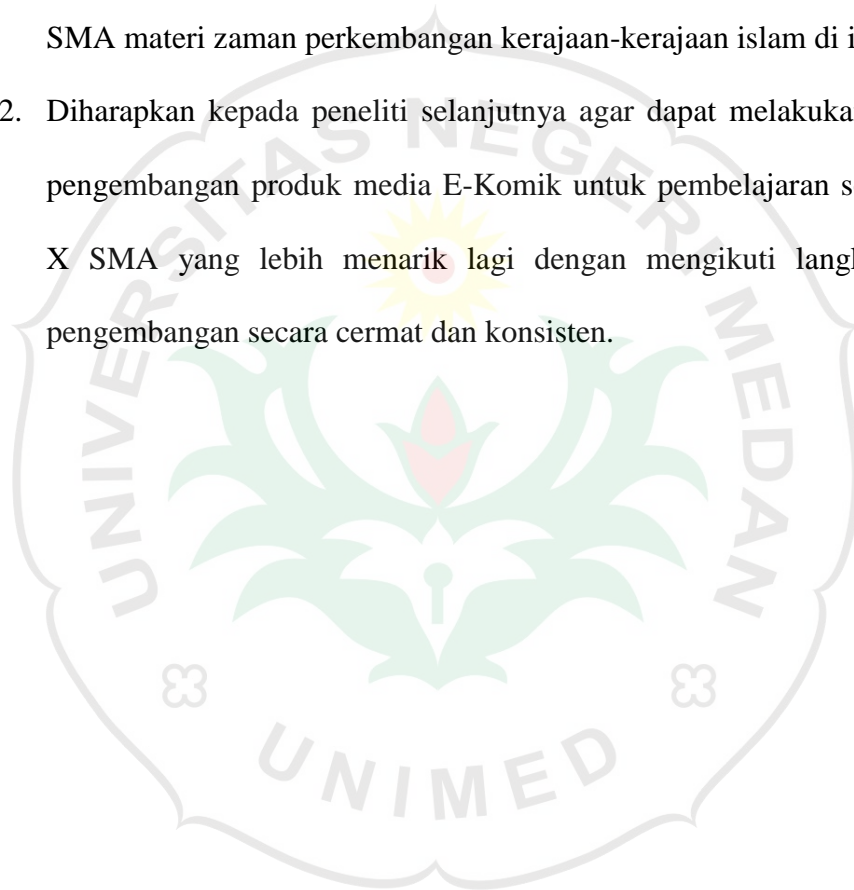 SMA materi zaman perkembangan kerajaan-kerajaan islam di i
2. Diharapkan kepada peneliti selanjutnya agar dapat melakuka
pengembangan produk media E-Komik untuk pembelajaran s
X SMA yang lebih menarik lagi dengan mengikuti lang
pengembangan secara cermat dan konsisten.
UNIVERSITAS NEGERI MEDAN
UNIMED